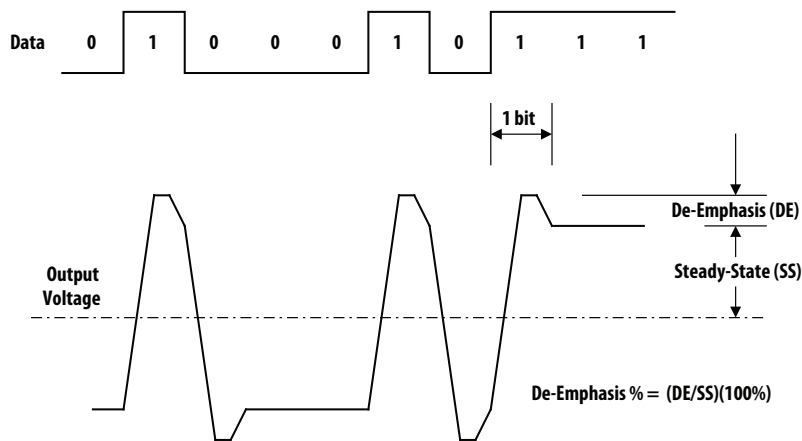 Data 0 1 0 0 0 1 0 1 1 1
1 bit
De-Emphasis (DE)
Output
Voltage
Steady-State (SS)
De-Emphasis % = (DE/SS)(100%)